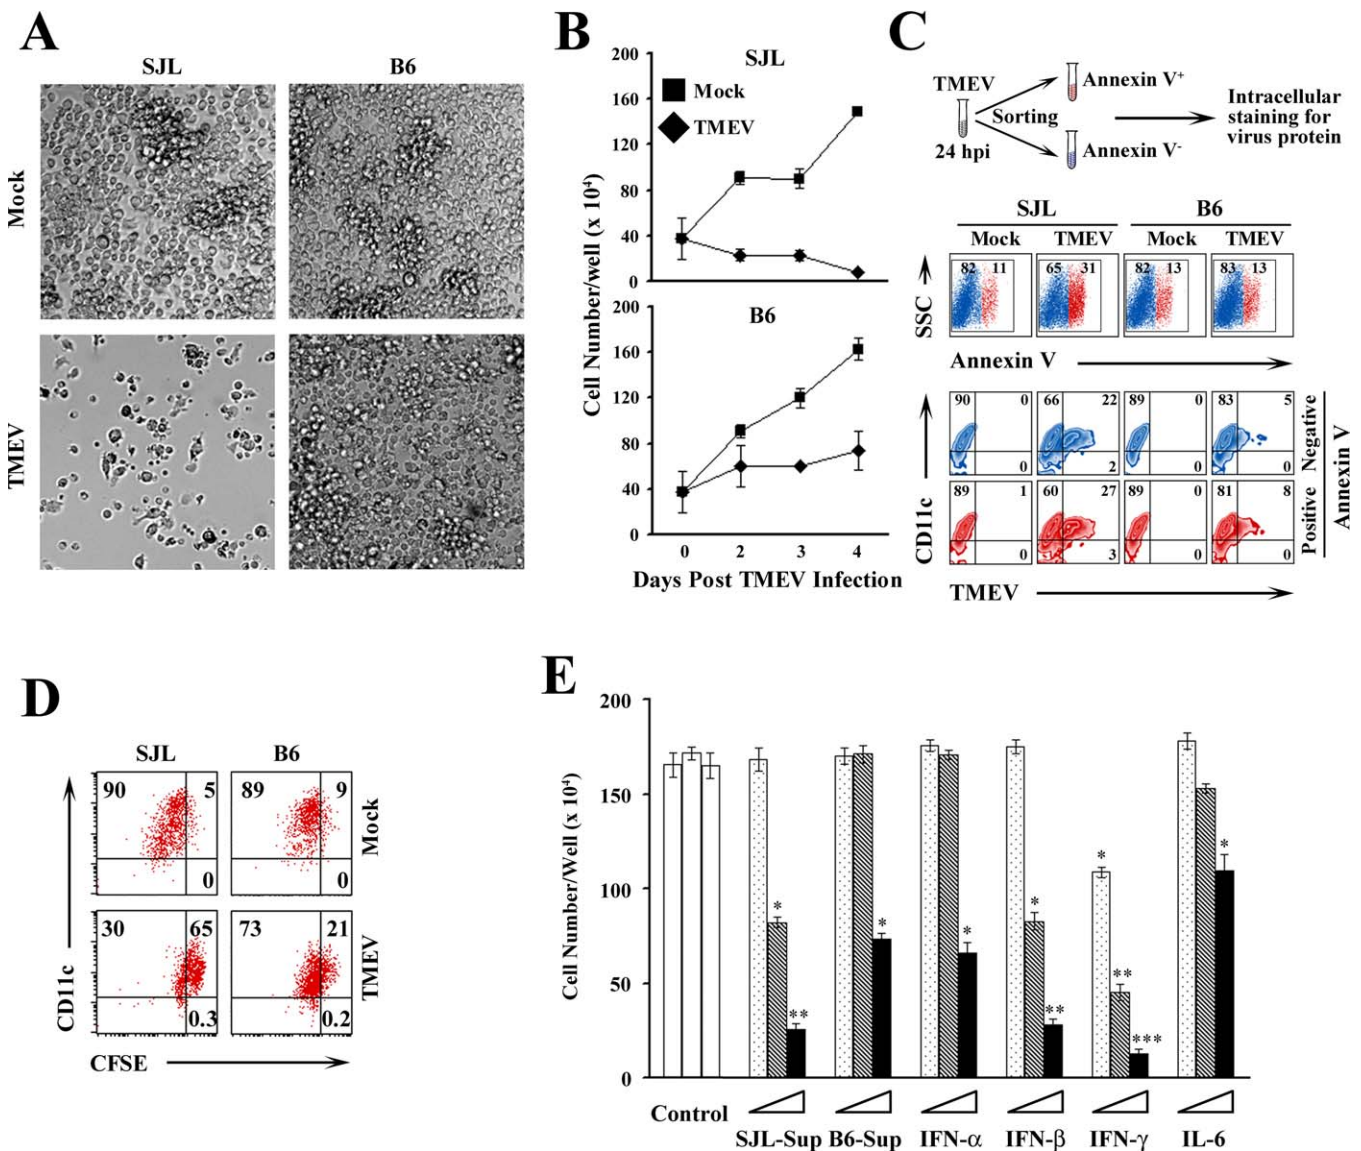 A
SJL
B6
Mock
TMEV
B
SJL
Mock
TMEV
200
160
120
80
40
0
B6
200
160
120
80
40
0
Cell Number/well (x 10⁴)
0 2 3 4
Days Post TMEV Infection
C
TMEV
Sorting
24 hpi
Annexin V⁺
Annexin V⁻
Intracellular
staining for
virus protein
SJL B6
Mock TMEV Mock TMEV
82 11 65 31 82 13 83 13
SSC
Annexin V
90 0 66 22 89 0 83 5
0 2 0 0
89 1 60 27 89 0 81 8
0 3 0 0
CD11c
Negative
Positive
Annexin V
TMEV
D
SJL B6
90 5 89 9
0 0
Mock
30 65 73 21
0.3 0.2
TMEV
CD11c
CFSE
E
200
150
100
50
0
Cell Number/Well (x 10⁴)
* ** * * * ** * ** *** *
Control
SJL-Sup B6-Sup IFN-α IFN-β IFN-γ IL-6